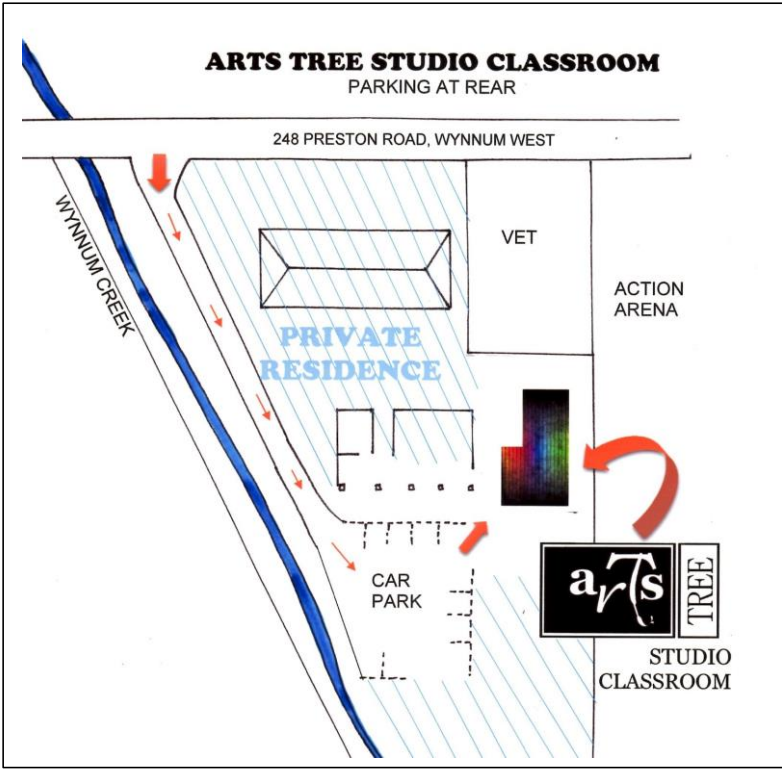 ARTS TREE STUDIO CLASSROOM
PARKING AT REAR
248 PRESTON ROAD, WYNNUM WEST
WYNNUM CREEK
VET
ACTION
ARENA
PRIVATE
RESIDENCE
CAR
PARK
arTs
TREE
STUDIO
CLASSROOM